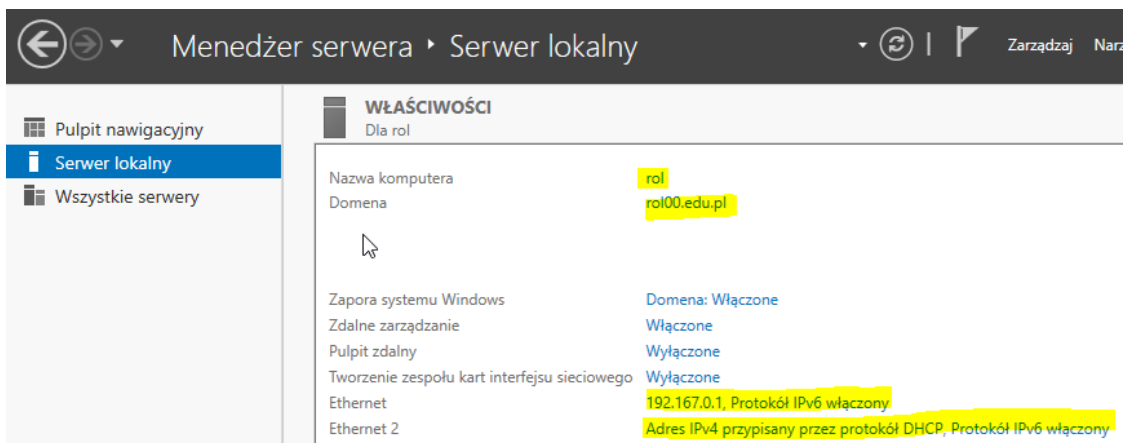 Menedżer serwera ‣ Serwer lokalny
Zarządzaj
Pulpit nawigacyjny
Serwer lokalny
Wszystkie serwery
WŁAŚCIWOŚCI
Dla rol
Nazwa komputera rol
Domena rol00.edu.pl
Zapora systemu Windows Domena: Włączone
Zdalne zarządzanie Włączone
Pulpit zdalny Wyłączone
Tworzenie zespołu kart interfejsu sieciowego Wyłączone
Ethernet 192.167.0.1, Protokół IPv6 włączony
Ethernet 2 Adres IPv4 przypisany przez protokół DHCP, Protokół IPv6 włączony